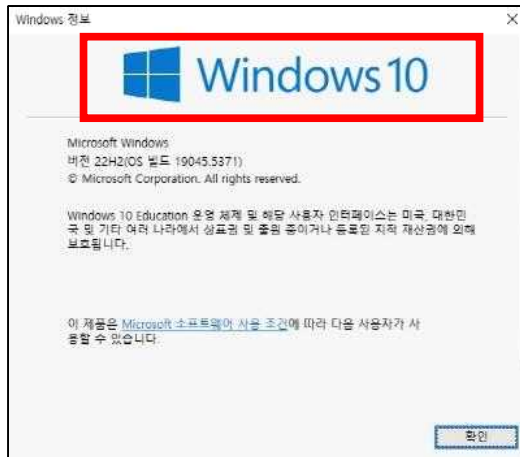 Windows 정보
Windows 10
Microsoft Windows
버전 22H2(OS 빌드 19045.5371)
© Microsoft Corporation. All rights reserved.
Windows 10 Education 운영 체제 및 해당 사용자 인터페이스는 미국, 대한민
국 및 기타 여러 나라에서 상표권 및 출원 중이거나 등록된 지적 재산권에 의해
보호됩니다.
이 제품은 Microsoft 소프트웨어 사용 조건에 따라 다음 사용자가 사
용할 수 있습니다
확인